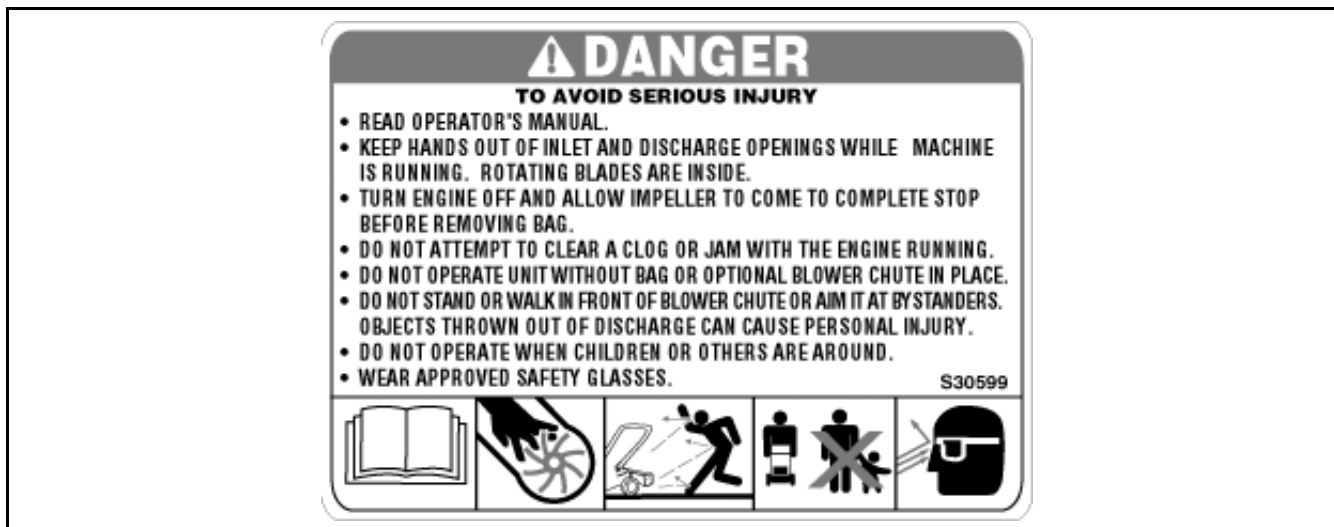 DANGER
TO AVOID SERIOUS INJURY
• READ OPERATOR'S MANUAL.
• KEEP HANDS OUT OF INLET AND DISCHARGE OPENINGS WHILE MACHINE
IS RUNNING. ROTATING BLADES ARE INSIDE.
• TURN ENGINE OFF AND ALLOW IMPELLER TO COME TO COMPLETE STOP
BEFORE REMOVING BAG.
• DO NOT ATTEMPT TO CLEAR A CLOG OR JAM WITH THE ENGINE RUNNING.
• DO NOT OPERATE UNIT WITHOUT BAG OR OPTIONAL BLOWER CHUTE IN PLACE.
• DO NOT STAND OR WALK IN FRONT OF BLOWER CHUTE OR AIM IT AT BYSTANDERS.
OBJECTS THROWN OUT OF DISCHARGE CAN CAUSE PERSONAL INJURY.
• DO NOT OPERATE WHEN CHILDREN OR OTHERS ARE AROUND.
• WEAR APPROVED SAFETY GLASSES. S30599